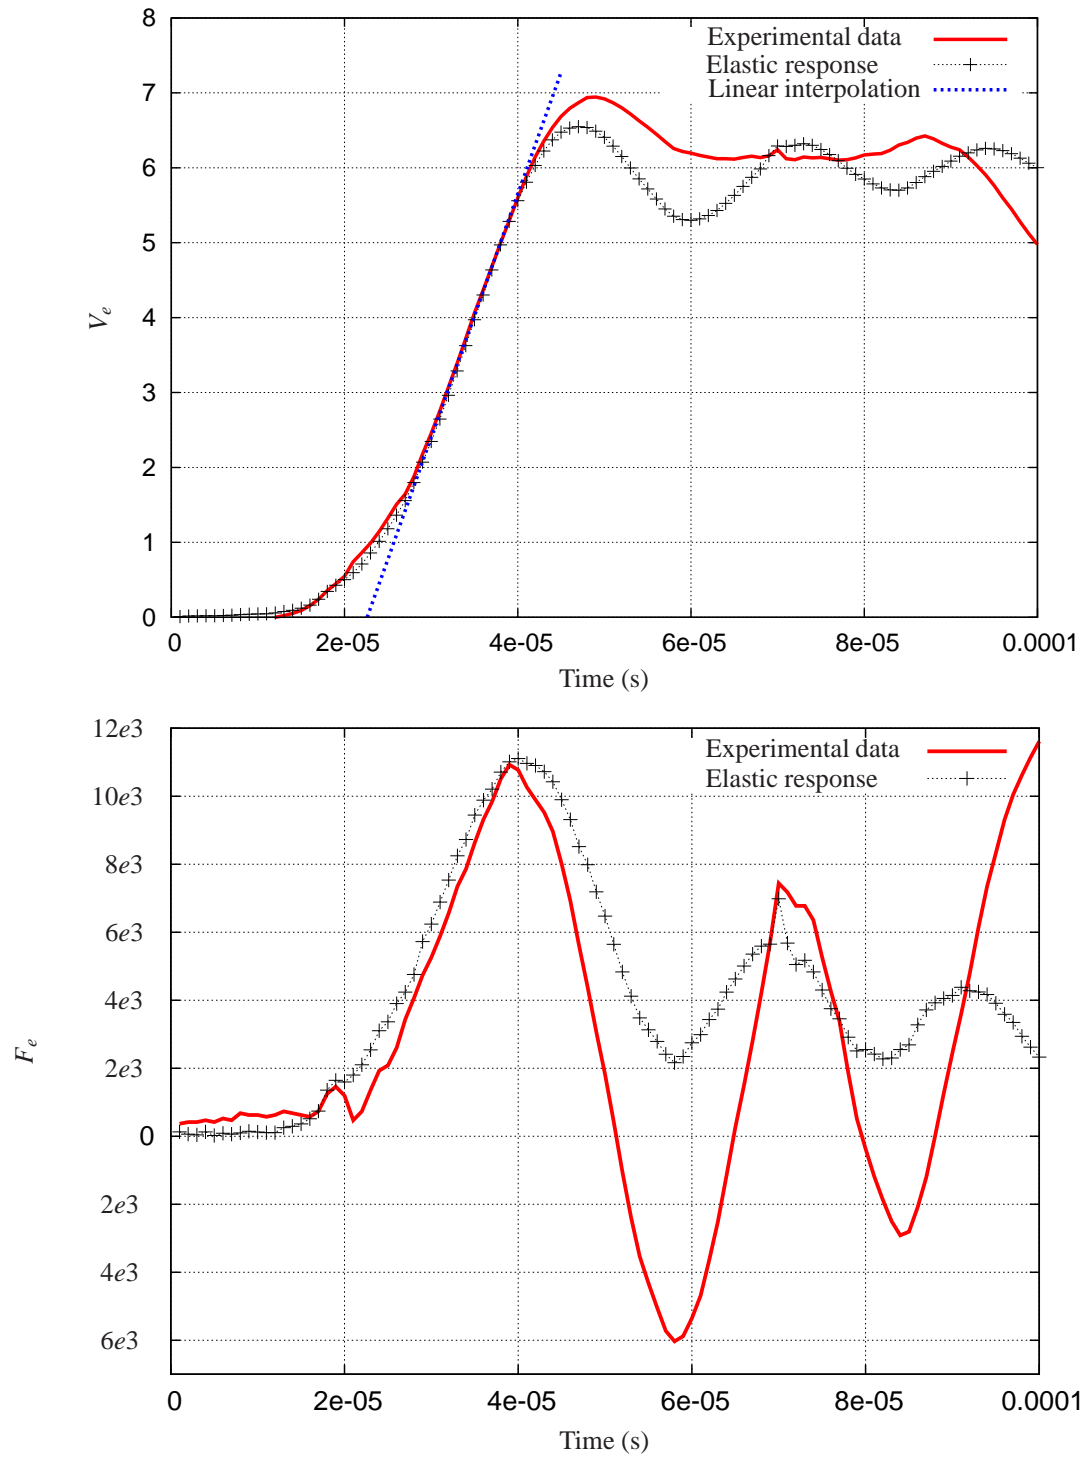 8
7
6
5
4
3
2
1
0
V_e
Experimental data
Elastic response
Linear interpolation
0 2e-05 4e-05 6e-05 8e-05 0.0001
Time (s)
12e3
10e3
8e3
6e3
4e3
2e3
0
2e3
4e3
6e3
F_e
Experimental data
Elastic response
0 2e-05 4e-05 6e-05 8e-05 0.0001
Time (s)